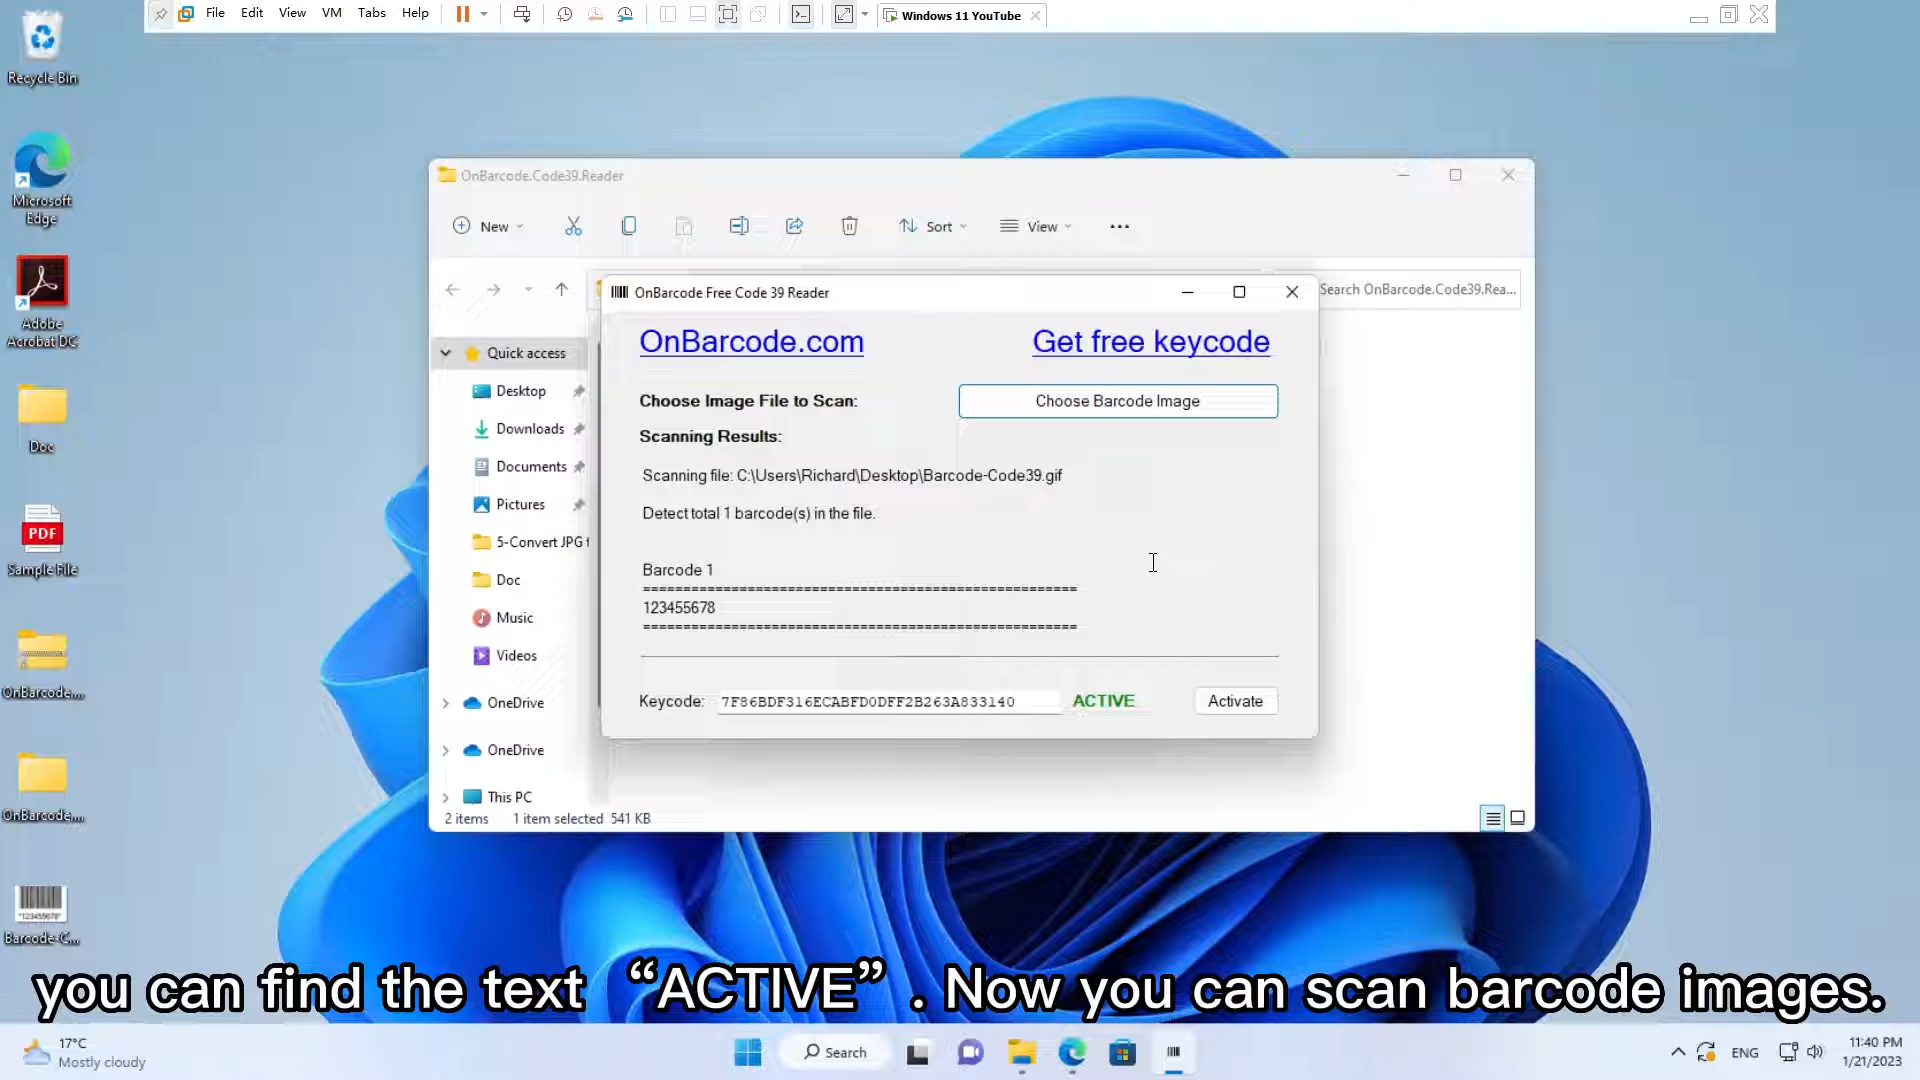 File Edit View VM Tabs Help
Windows 11 YouTube
Recycle Bin
Microsoft
Edge
Adobe
Acrobat DC
Doc
PDF
Sample File
OnBarcode....
OnBarcode....
*123455678*
Barcode-C...
OnBarcode.Code39.Reader
New
Sort
View
Search OnBarcode.Code39.Rea...
Quick access
Desktop
Downloads
Documents
Pictures
5-Convert JPG t
Doc
Music
Videos
OneDrive
OneDrive
This PC
2 items 1 item selected 541 KB
OnBarcode Free Code 39 Reader
OnBarcode.com Get free keycode
Choose Image File to Scan: Choose Barcode Image
Scanning Results:
Scanning file: C:\Users\Richard\Desktop\Barcode-Code39.gif
Detect total 1 barcode(s) in the file.
Barcode 1
======================================================
123455678
======================================================
Keycode: 7F86BDF316ECABFD0DFF2B263A833140 ACTIVE Activate
you can find the text “ACTIVE” . Now you can scan barcode images.
17°C
Mostly cloudy
Search
ENG
11:40 PM
1/21/2023